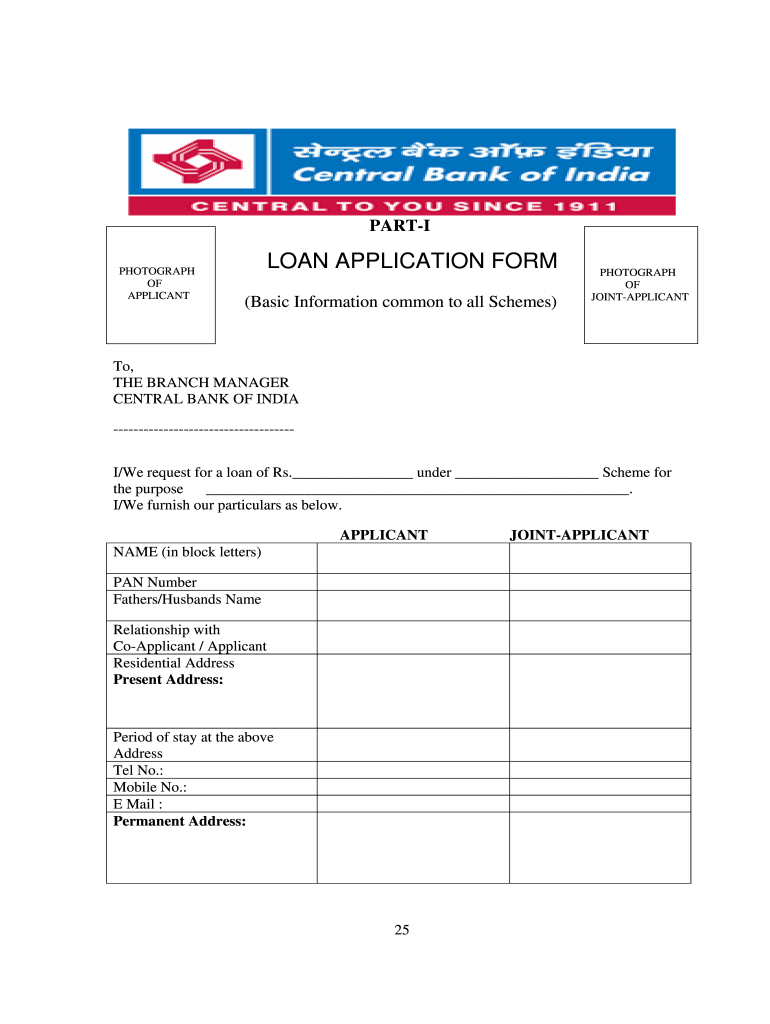 सेन्ट्रल बैंक ऑफ़ इंडिया
Central Bank of India
CENTRAL TO YOU SINCE 1911
PART-I
PHOTOGRAPH
OF
APPLICANT
LOAN APPLICATION FORM
(Basic Information common to all Schemes)
PHOTOGRAPH
OF
JOINT-APPLICANT
To,
THE BRANCH MANAGER
CENTRAL BANK OF INDIA
------------------------------------
I/We request for a loan of Rs.________________ under ___________________ Scheme for
the purpose ________________________________________________________.
I/We furnish our particulars as below.
APPLICANT JOINT-APPLICANT
NAME (in block letters)
PAN Number
Fathers/Husbands Name
Relationship with
Co-Applicant / Applicant
Residential Address
Present Address:
Period of stay at the above
Address
Tel No.:
Mobile No.:
E Mail :
Permanent Address:
25